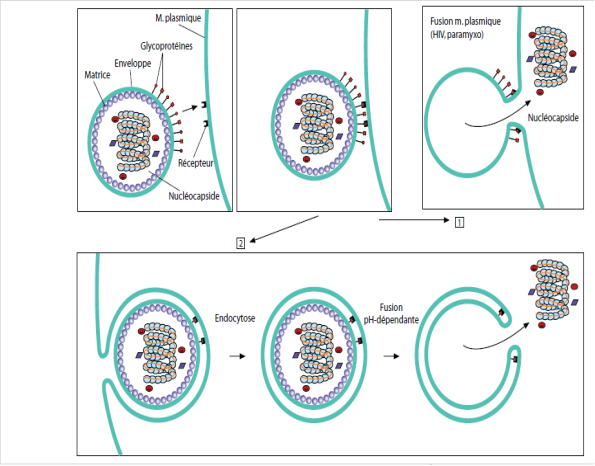 M. plasmique
Glycoprotéines
Enveloppe
Matrice
Récepteur
Nucléocapside
Fusion m. plasmique
(HIV, paramyxo)
Nucléocapside
1
2
Endocytose
Fusion
pH-dépendante